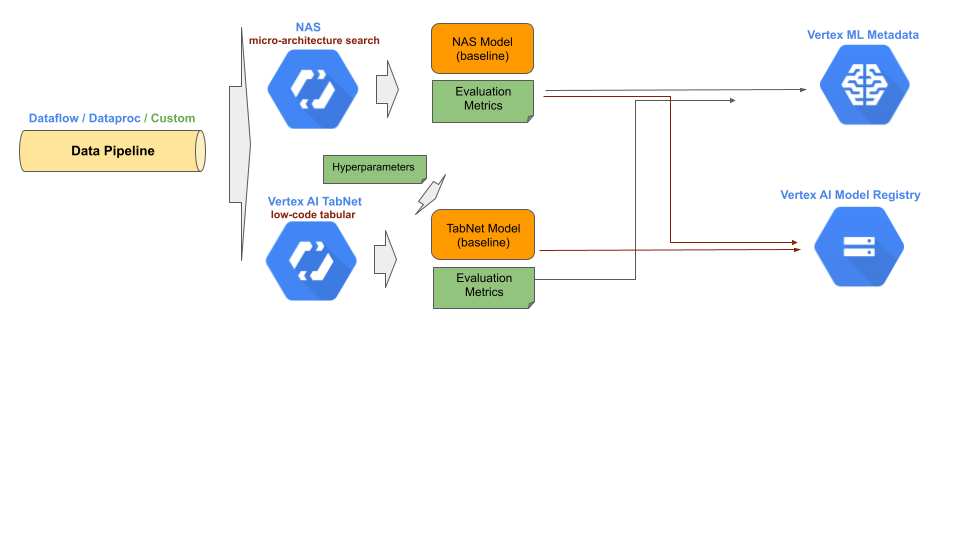 Dataflow / Dataproc / Custom
Data Pipeline
NAS
micro-architecture search
NAS Model
(baseline)
Evaluation
Metrics
Hyperparameters
Vertex AI TabNet
low-code tabular
TabNet Model
(baseline)
Evaluation
Metrics
Vertex ML Metadata
Vertex AI Model Registry